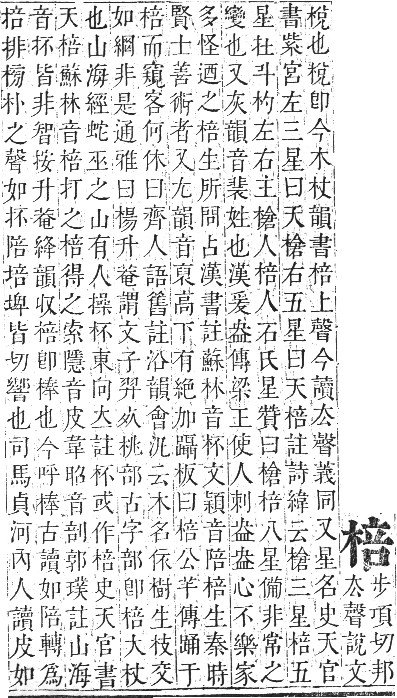 棓
步項切邦
去聲說文
棁也棁卽今木杖韻書棓上聲今讀去聲義同又星名史天官
書紫宮左三星曰天槍右五星曰天棓註詩緯云槍三星棓五
星在斗杓左右主槍人棓人石氏星贊曰槍棓八星備非常之
變也又灰韻音裴姓也漢爰盎傳梁王使人刺盎盎心不樂家
多怪迺之棓生所問占漢書註蘇林音杯文穎音陪棓生秦時
賢士善術者又尤韻音裒高下有絶加躡板曰棓公羊傳踊于
棓而窺客何休曰齊人語舊註沿韻會況云木名依樹生枝交
如網非是通雅曰楊升菴謂文子羿死桃部古字部卽棓大杖
也山海經蛇巫之山有人操杯東向立註杯或作棓史天官書
天棓蘇林音棓打之棓得之索隱音皮韋昭音剖郭璞註山海
音杯皆非智按升菴絳韻收棓卽棒也今呼棒古讀如陪轉爲
棓排榜朴之聲如抔陪培埤皆切響也司馬貞河內人讀皮如